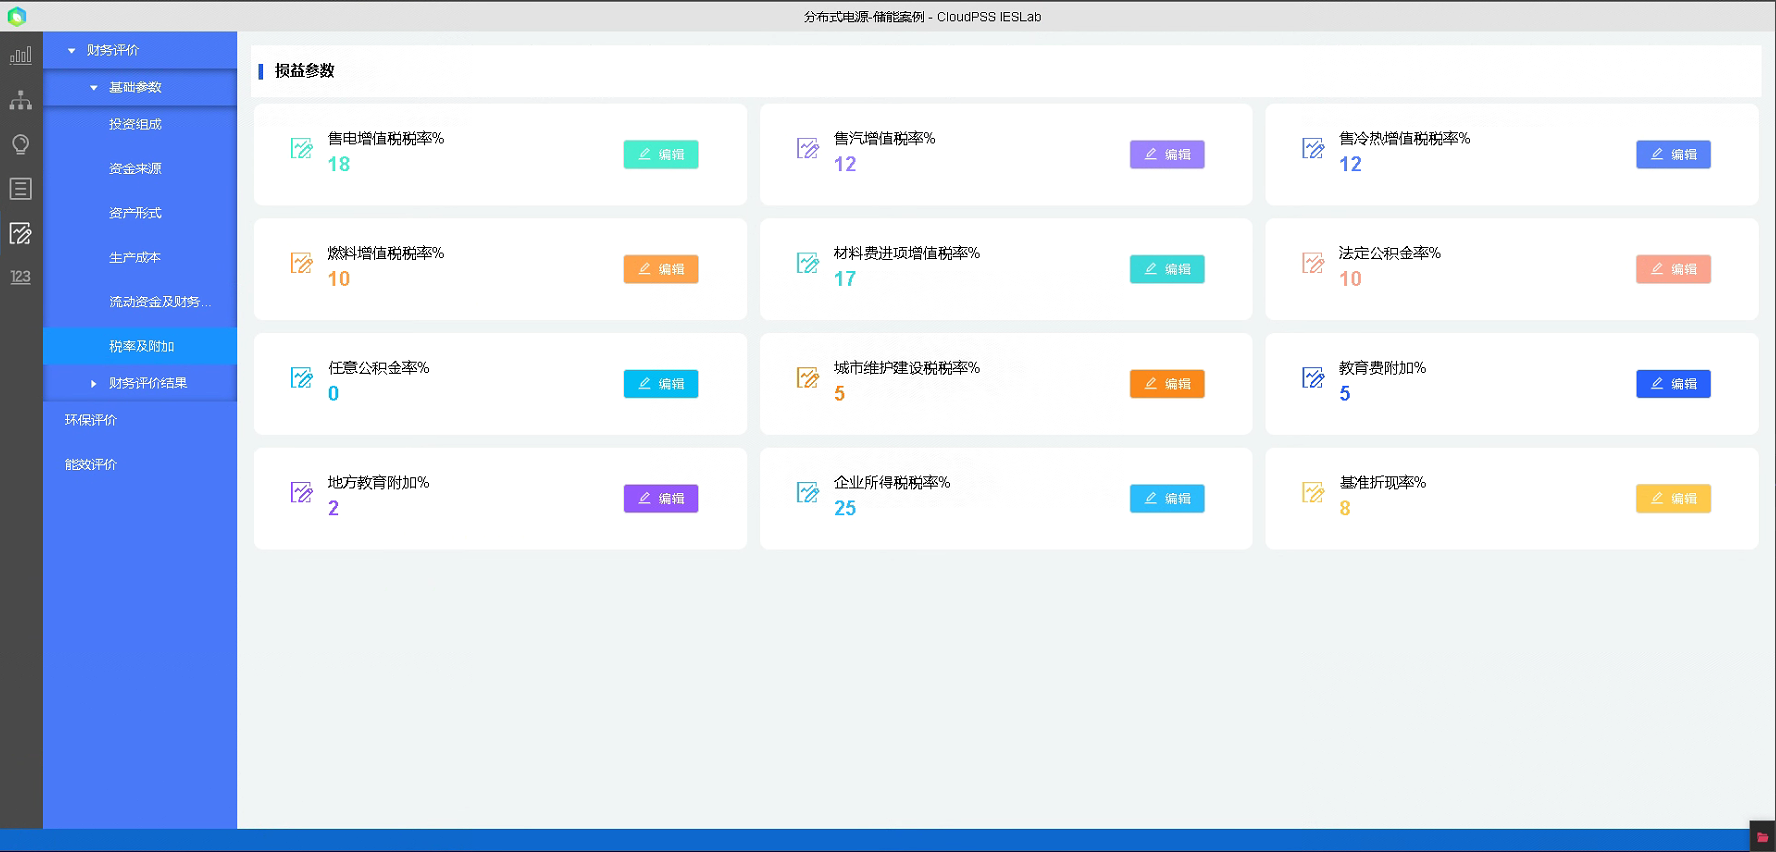 分布式电源-储能案例 - CloudPSS IESLab
财务评价
基础参数
投资组成
资金来源
资产形式
生产成本
流动资金及财务...
税率及附加
财务评价结果
环保评价
能效评价
123
损益参数
售电增值税税率%
18
编辑
售汽增值税率%
12
编辑
售冷热增值税税率%
12
编辑
燃料增值税税率%
10
编辑
材料费进项增值税率%
17
编辑
法定公积金率%
10
编辑
任意公积金率%
0
编辑
城市维护建设税税率%
5
编辑
教育费附加%
5
编辑
地方教育附加%
2
编辑
企业所得税税率%
25
编辑
基准折现率%
8
编辑